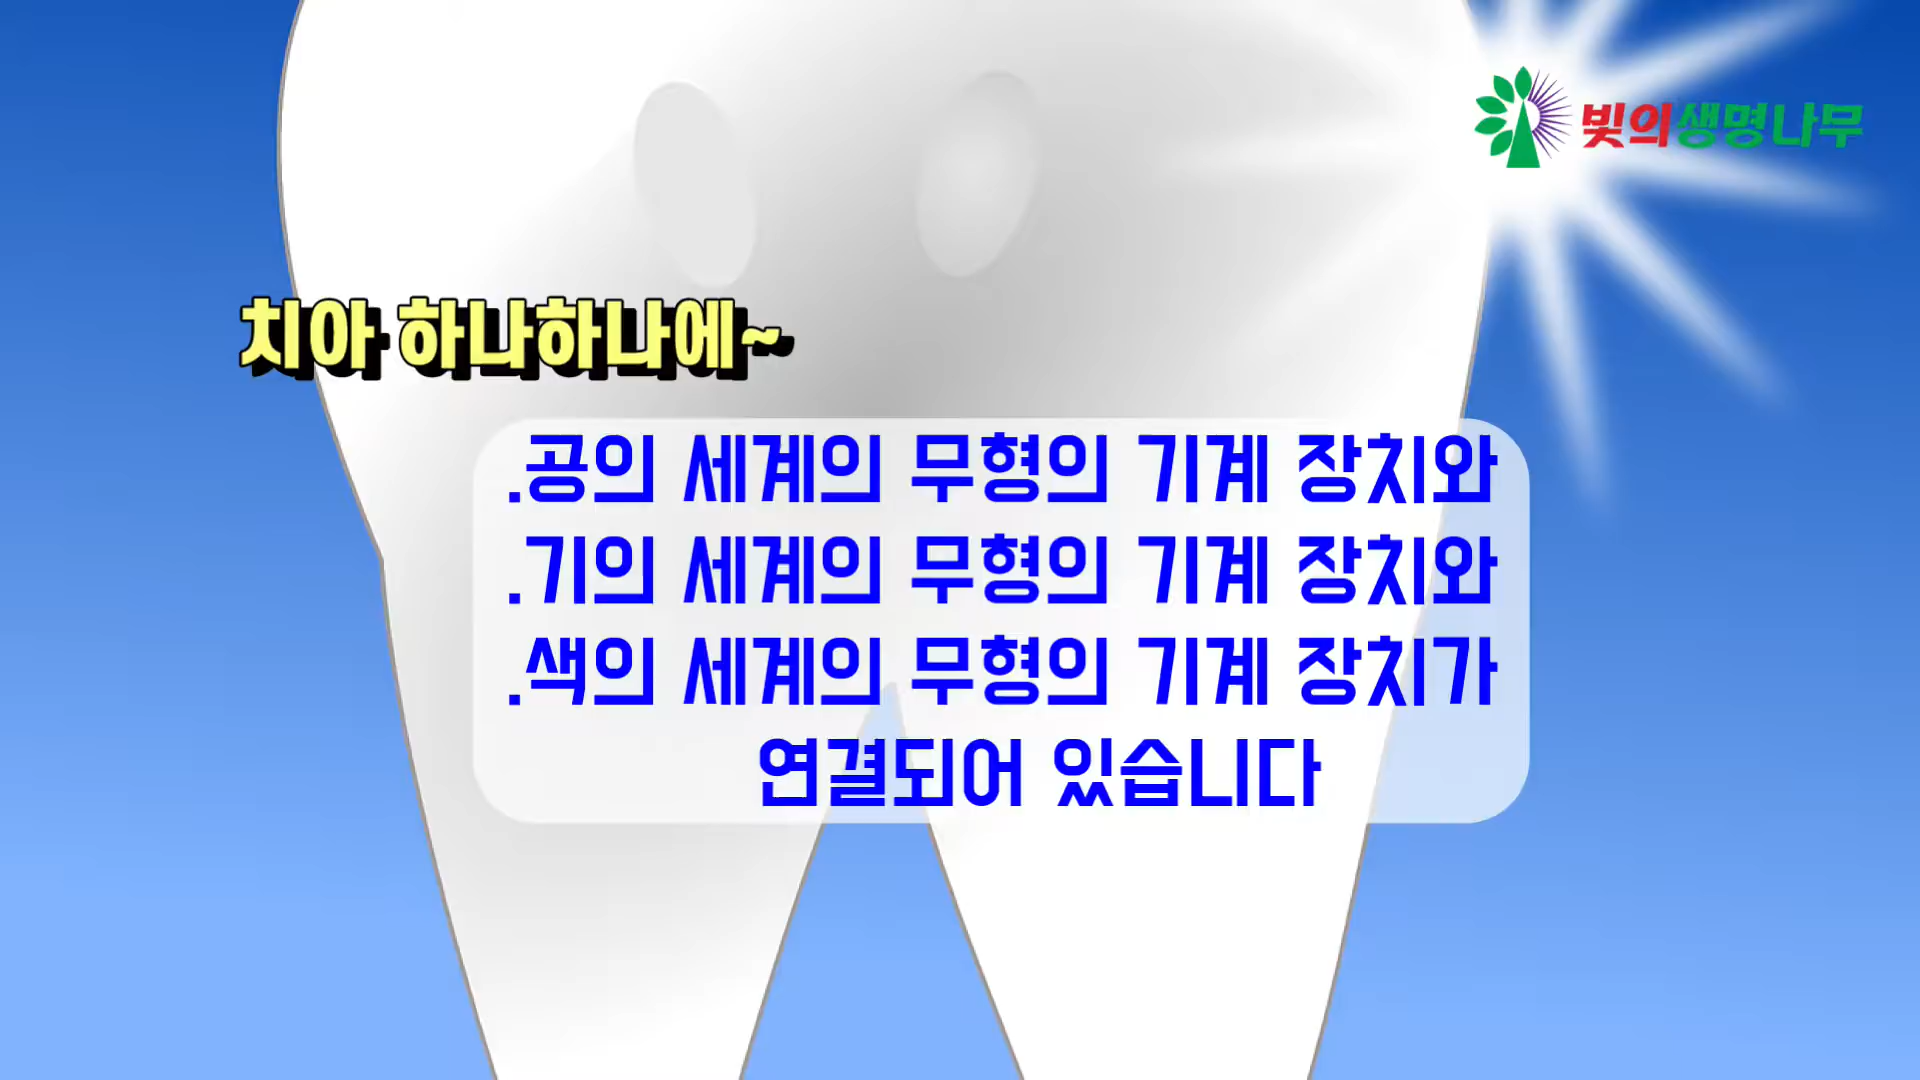 빛의생명나무
치아 하나하나에~
.공의 세계의 무형의 기계 장치와
.기의 세계의 무형의 기계 장치와
.색의 세계의 무형의 기계 장치가
연결되어 있습니다